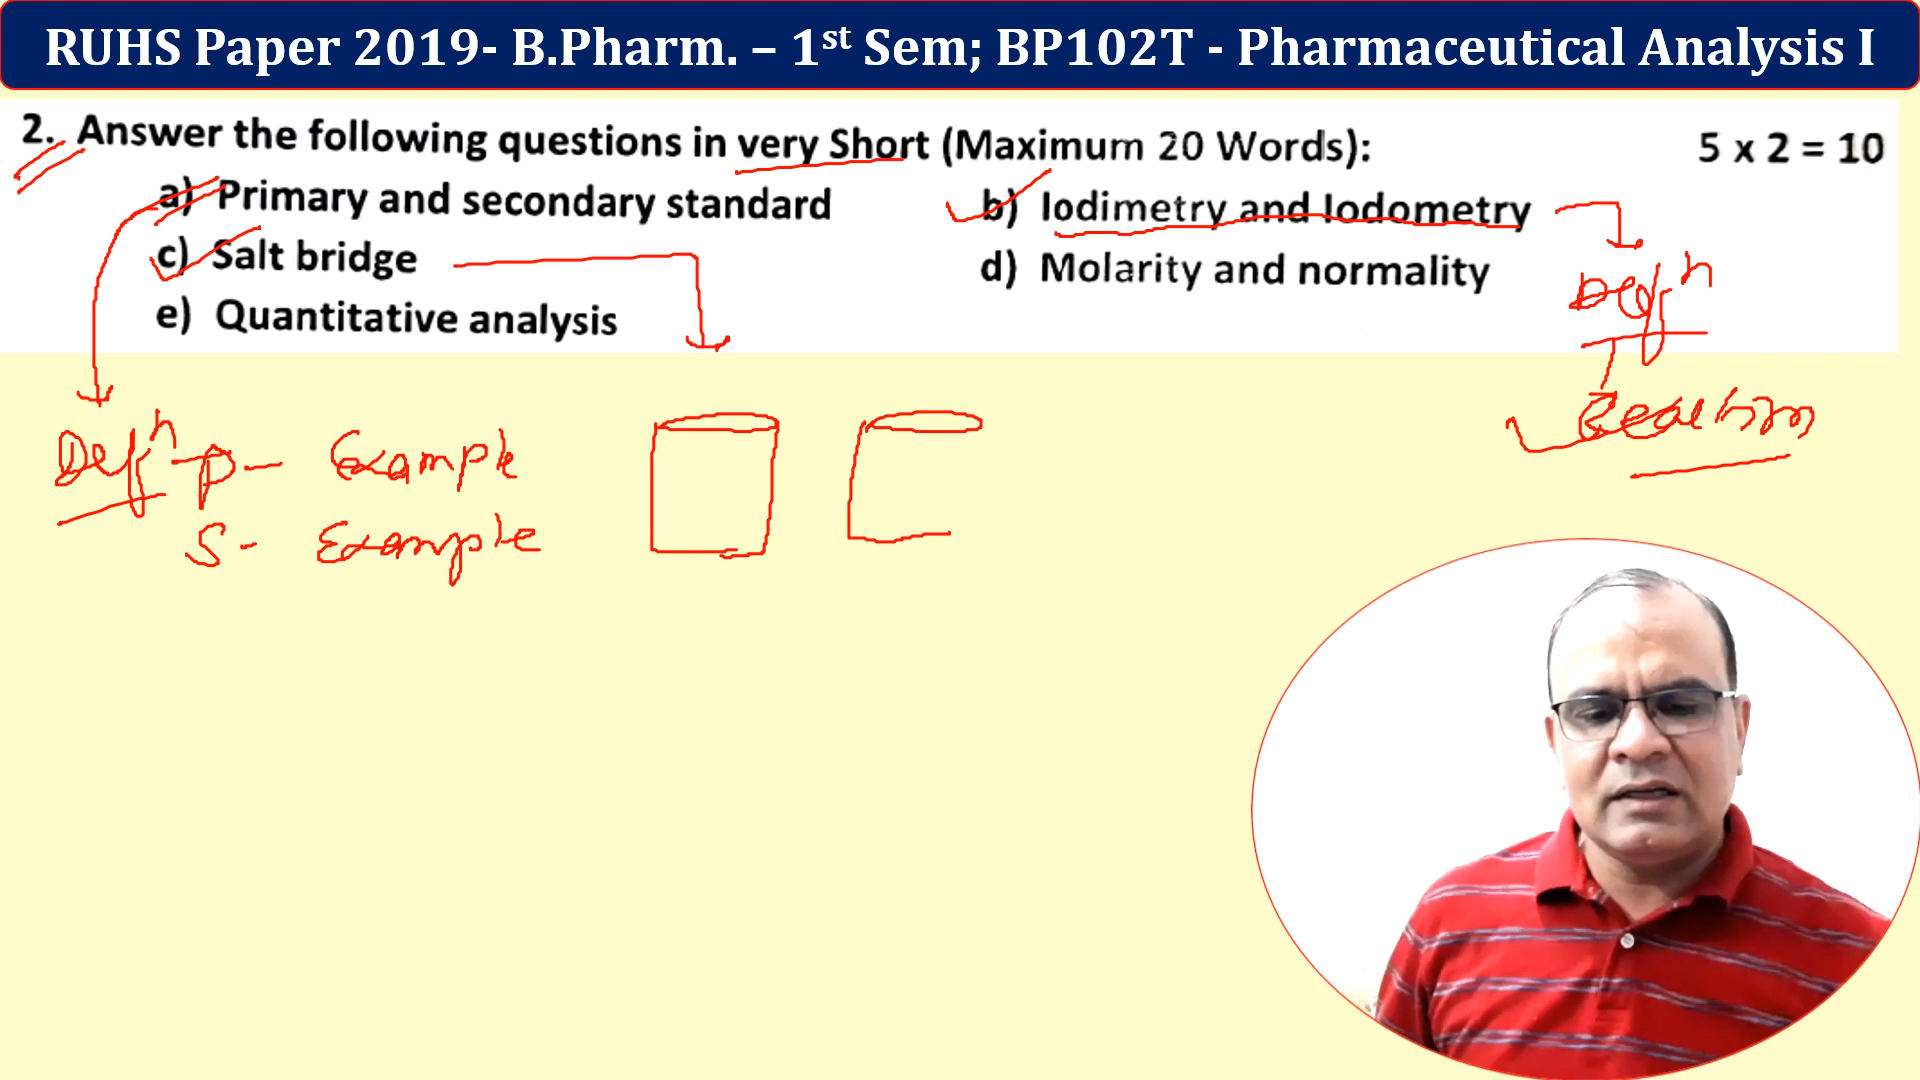 RUHS Paper 2019- B.Pharm. – 1st Sem; BP102T - Pharmaceutical Analysis I
2. Answer the following questions in very Short (Maximum 20 Words): 5 x 2 = 10
a) Primary and secondary standard b) Iodimetry and Iodometry
c) Salt bridge d) Molarity and normality
e) Quantitative analysis
Defn
Reaction
Defn P- Example
S- Example